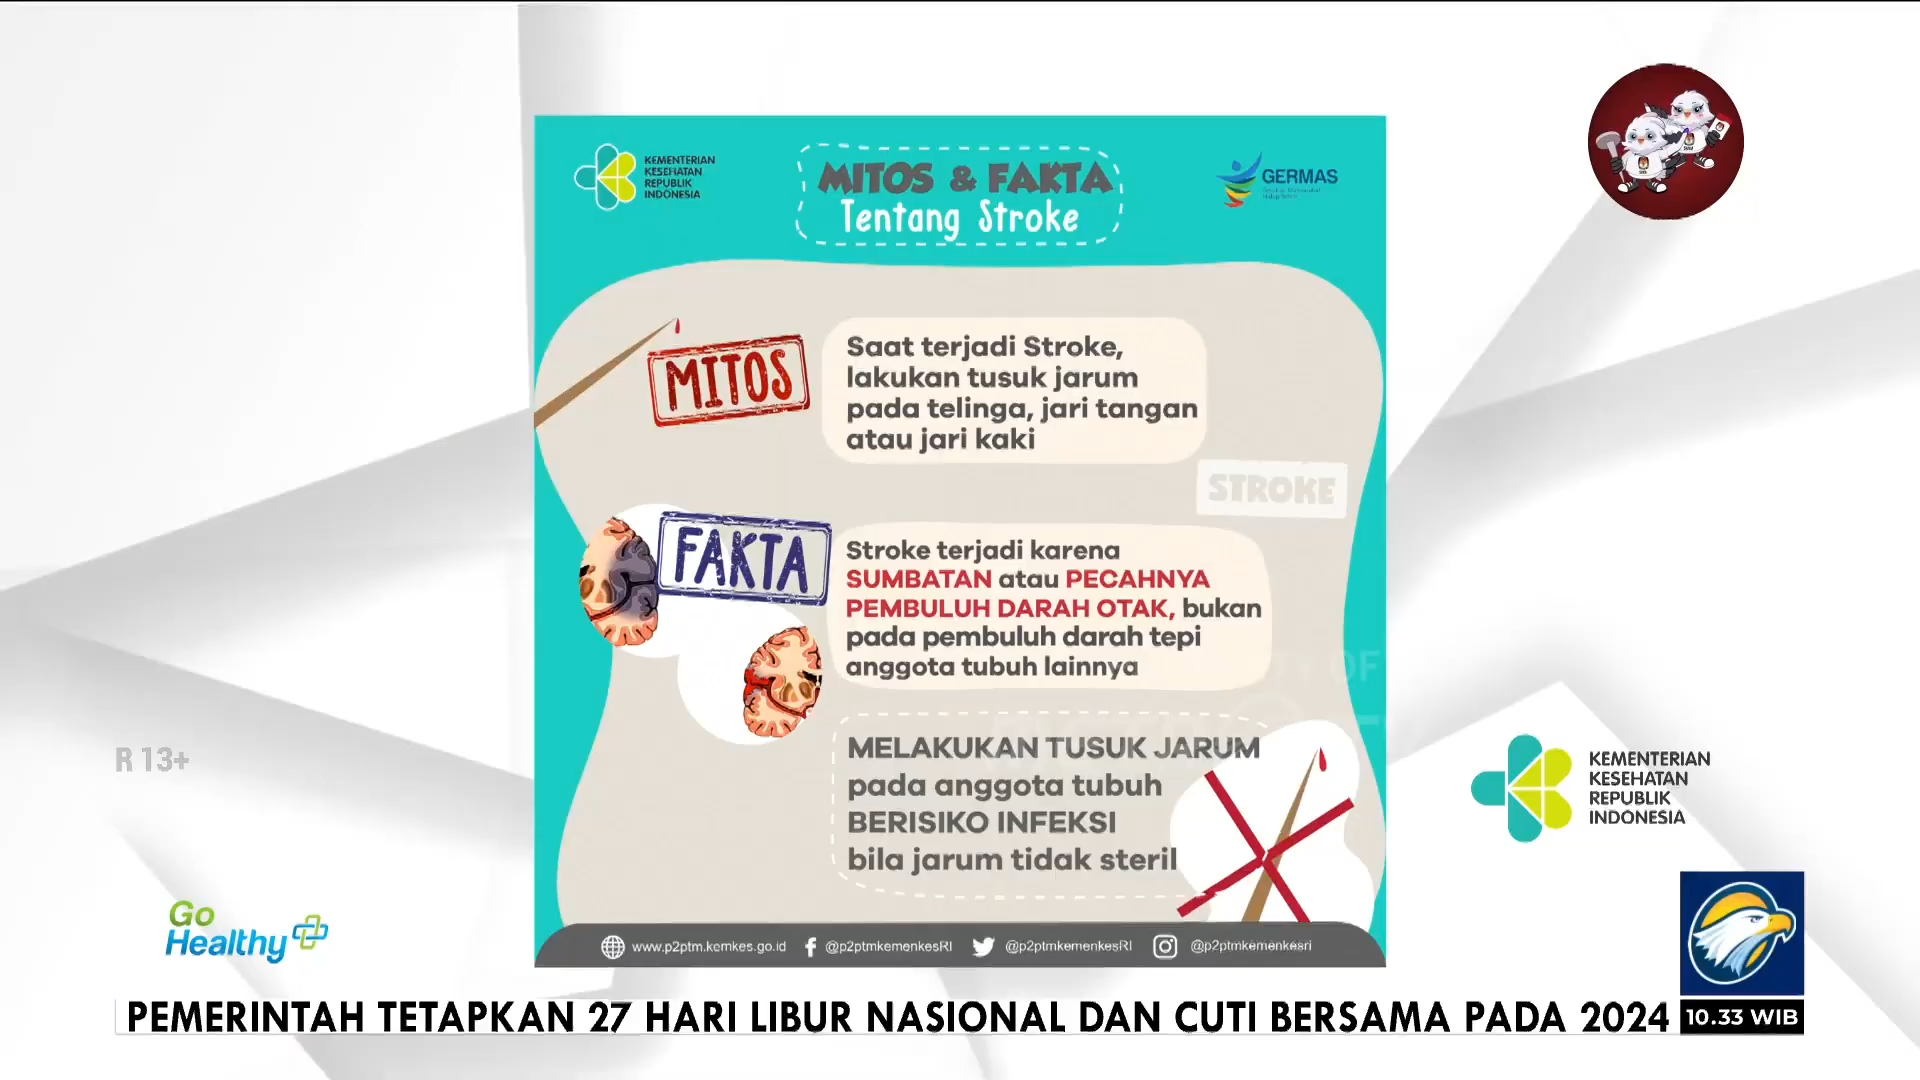 KEMENTERIAN
KESEHATAN
REPUBLIK
INDONESIA
MITOS & FAKTA
Tentang Stroke
GERMAS
MITOS
Saat terjadi Stroke,
lakukan tusuk jarum
pada telinga, jari tangan
atau jari kaki
STROKE
FAKTA
Stroke terjadi karena
SUMBATAN atau PECAHNYA
PEMBULUH DARAH OTAK, bukan
pada pembuluh darah tepi
anggota tubuh lainnya
MELAKUKAN TUSUK JARUM
pada anggota tubuh
BERISIKO INFEKSI
bila jarum tidak steril
www.p2ptm.kemkes.go.id @p2ptmkemenkesRI @p2ptmkemenkesRI @p2ptmkemenkesri
R 13+
KEMENTERIAN
KESEHATAN
REPUBLIK
INDONESIA
Go
Healthy
PEMERINTAH TETAPKAN 27 HARI LIBUR NASIONAL DAN CUTI BERSAMA PADA 2024
10.33 WIB